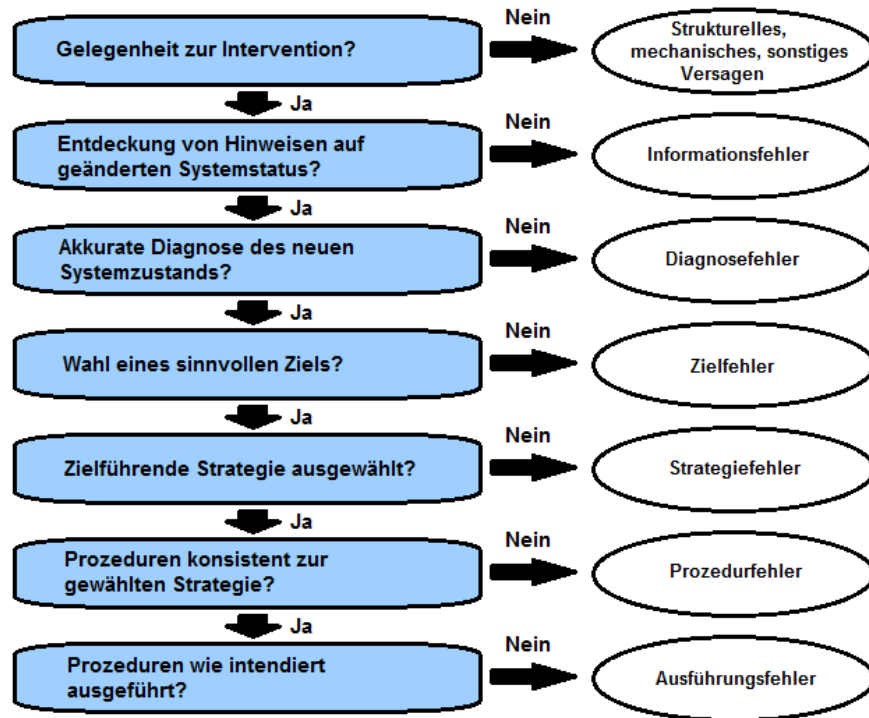 Gelegenheit zur Intervention?
Nein
Strukturelles,
mechanisches, sonstiges
Versagen
Ja
Entdeckung von Hinweisen auf
geänderten Systemstatus?
Nein
Informationsfehler
Ja
Akkurate Diagnose des neuen
Systemzustands?
Nein
Diagnosefehler
Ja
Wahl eines sinnvollen Ziels?
Nein
Zielfehler
Ja
Zielführende Strategie ausgewählt?
Nein
Strategiefehler
Ja
Prozeduren konsistent zur
gewählten Strategie?
Nein
Prozedurfehler
Ja
Prozeduren wie intendiert
ausgeführt?
Nein
Ausführungsfehler